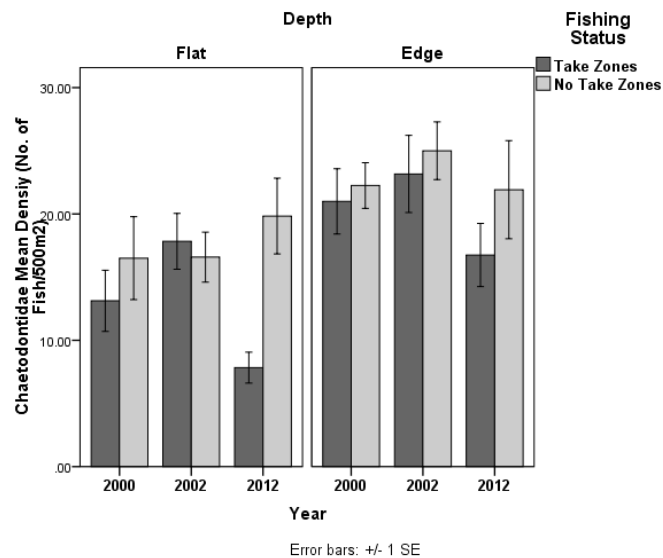 Depth
Flat
Edge
Fishing
Status
Take Zones
No Take Zones
Chaetodontidae Mean Densiy (No. of
Fish/500m2)
30.00
20.00
10.00
.00
2000
2002
2012
2000
2002
2012
Year
Error bars: +/- 1 SE